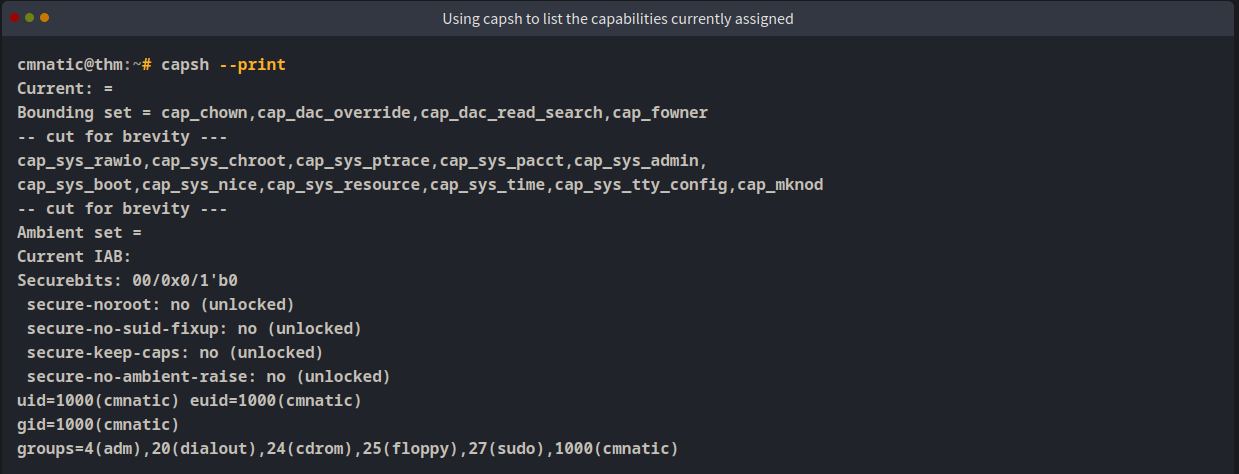 Using capsh to list the capabilities currently assigned
cmnatic@thm:~# capsh --print
Current: =
Bounding set = cap_chown,cap_dac_override,cap_dac_read_search,cap_fowner
-- cut for brevity ---
cap_sys_rawio,cap_sys_chroot,cap_sys_ptrace,cap_sys_pacct,cap_sys_admin,
cap_sys_boot,cap_sys_nice,cap_sys_resource,cap_sys_time,cap_sys_tty_config,cap_mknod
-- cut for brevity ---
Ambient set =
Current IAB:
Securebits: 00/0x0/1'b0
 secure-noroot: no (unlocked)
 secure-no-suid-fixup: no (unlocked)
 secure-keep-caps: no (unlocked)
 secure-no-ambient-raise: no (unlocked)
uid=1000(cmnatic) euid=1000(cmnatic)
gid=1000(cmnatic)
groups=4(adm),20(dialout),24(cdrom),25(floppy),27(sudo),1000(cmnatic)